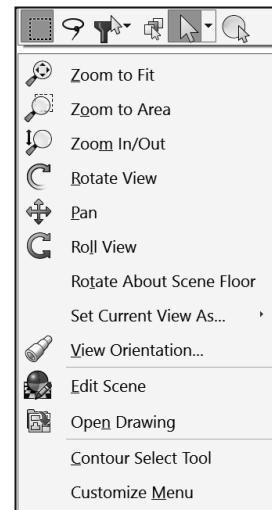 Zoom to Fit
Zoom to Area
Zoom In/Out
Rotate View
Pan
Roll View
Rotate About Scene Floor
Set Current View As...
View Orientation...
Edit Scene
Open Drawing
Contour Select Tool
Customize Menu